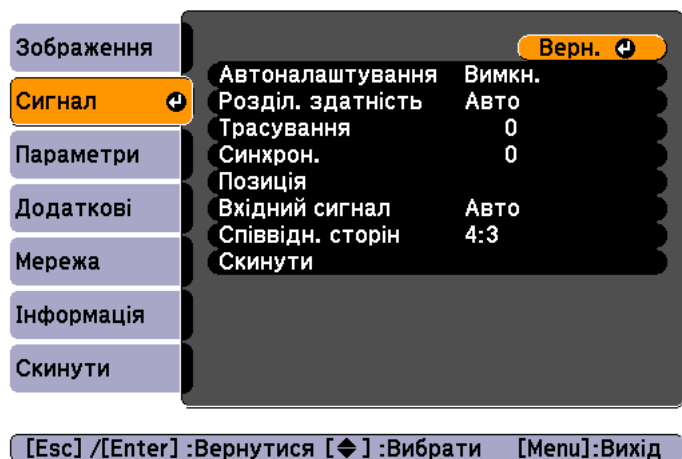 Зображення
Сигнал
Параметри
Додаткові
Мережа
Інформація
Скинути
Верн.
Автоналаштування Вимкн.
Розділ. здатність Авто
Трасування 0
Синхрон. 0
Позиція
Вхідний сигнал Авто
Співвідн. сторін 4:3
Скинути
[Esc] /[Enter] :Вернутися [] :Вибрати [Menu]:Вихід